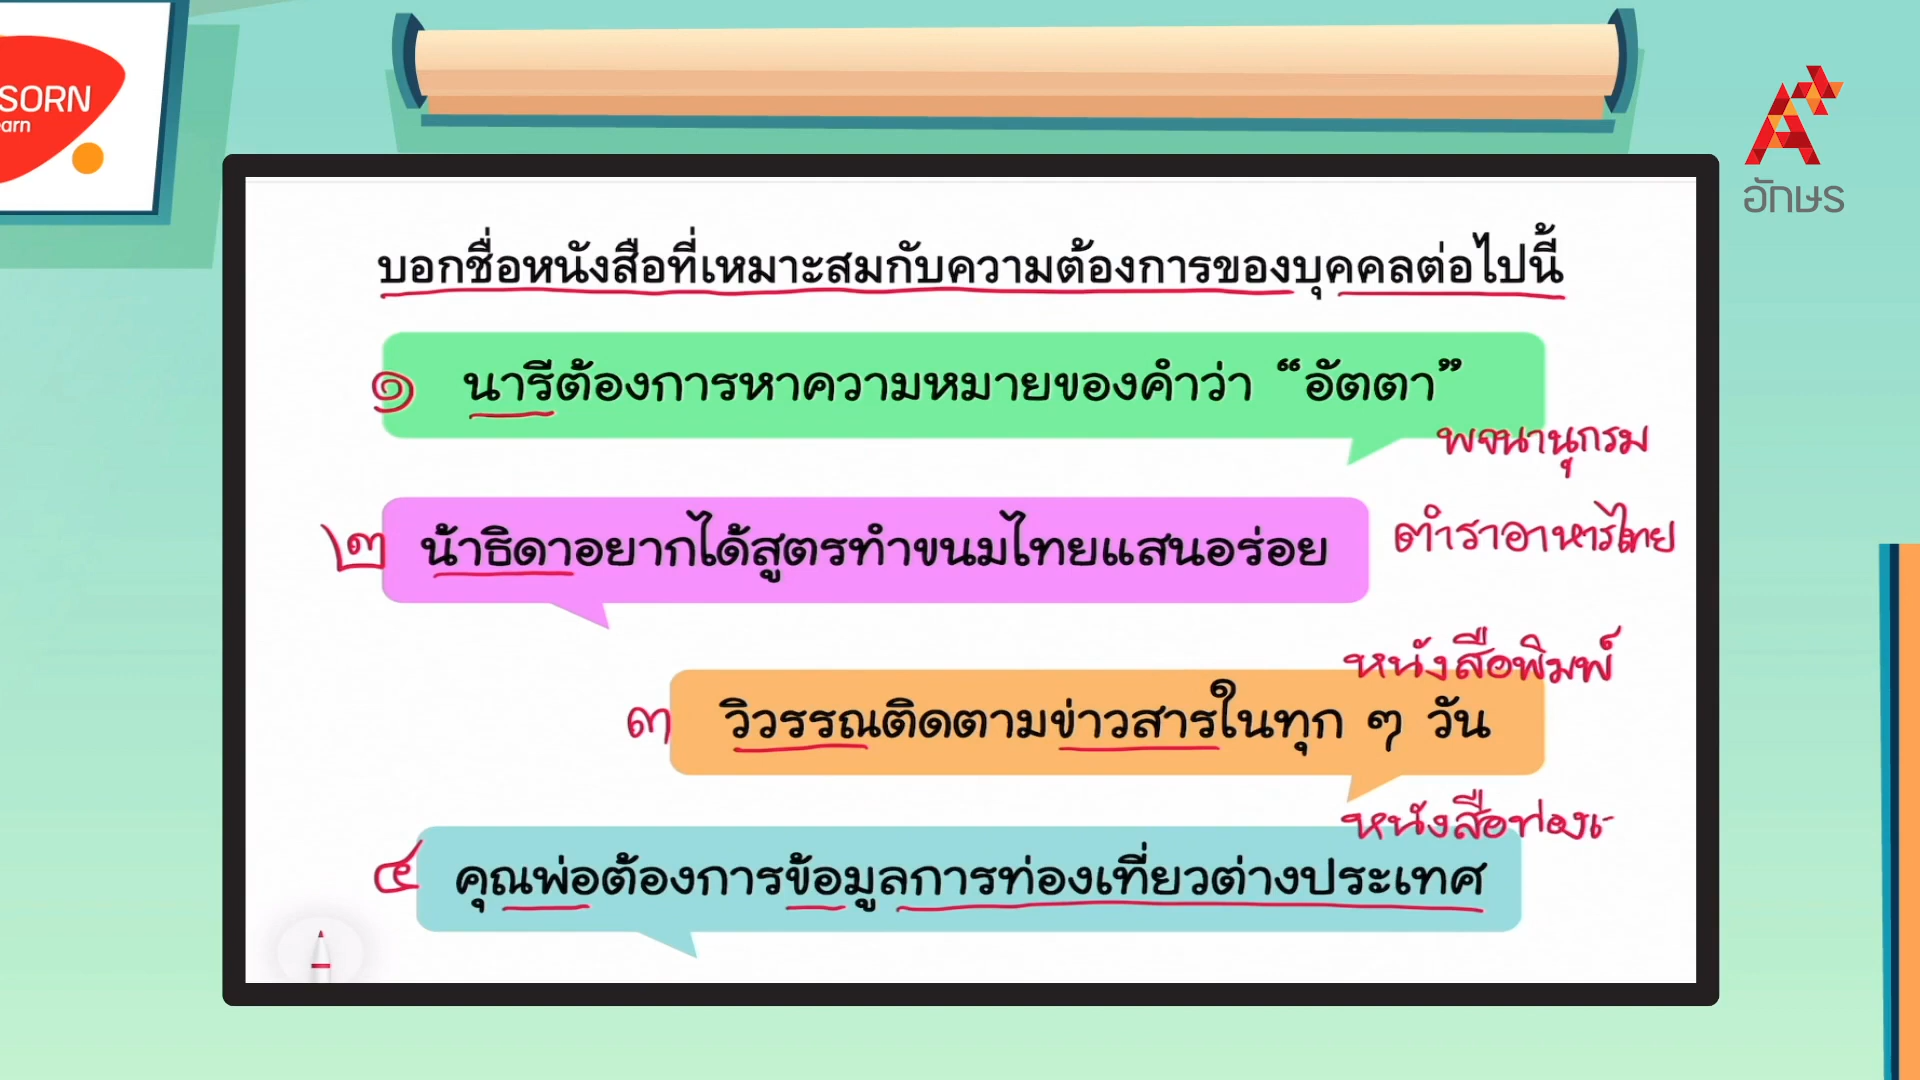 SORN
earn
อักษร
บอกชื่อหนังสือที่เหมาะสมกับความต้องการของบุคคลต่อไปนี้
๑ นารีต้องการหาความหมายของคำว่า “อัตตา”
พจนานุกรม
๒ น้าธิดาอยากได้สูตรทำขนมไทยแสนอร่อย
ตำราอาหารไทย
หนังสือพิมพ์
๓ วิวรรณติดตามข่าวสารในทุก ๆ วัน
หนังสือท่องเ
๔ คุณพ่อต้องการข้อมูลการท่องเที่ยวต่างประเทศ